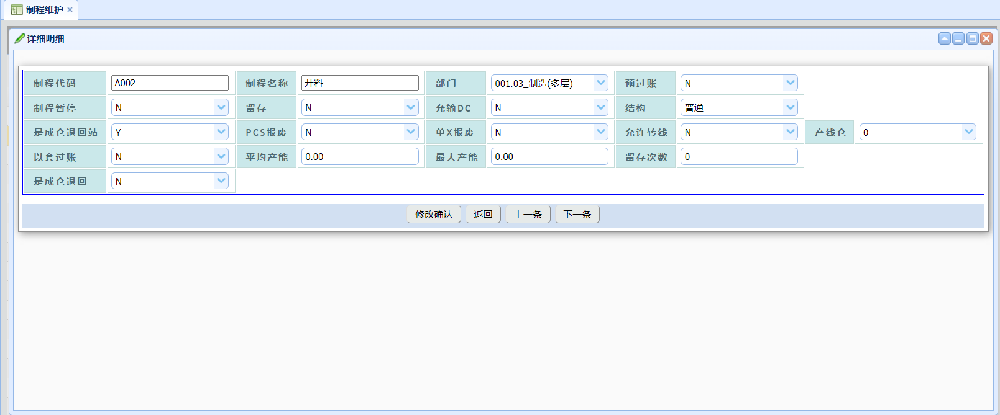 制程维护
详细明细
制程代码 A002 制程名称 开料 部门 001.03_制造(多层) 预过账 N
制程暂停 N 留存 N 允输DC N 结构 普通
是成仓退回站 Y PCS报废 N 单X报废 N 允许转线 N 产线仓 0
以套过账 N 平均产能 0.00 最大产能 0.00 留存次数 0
是成仓退回 N
修改确认 返回 上一条 下一条